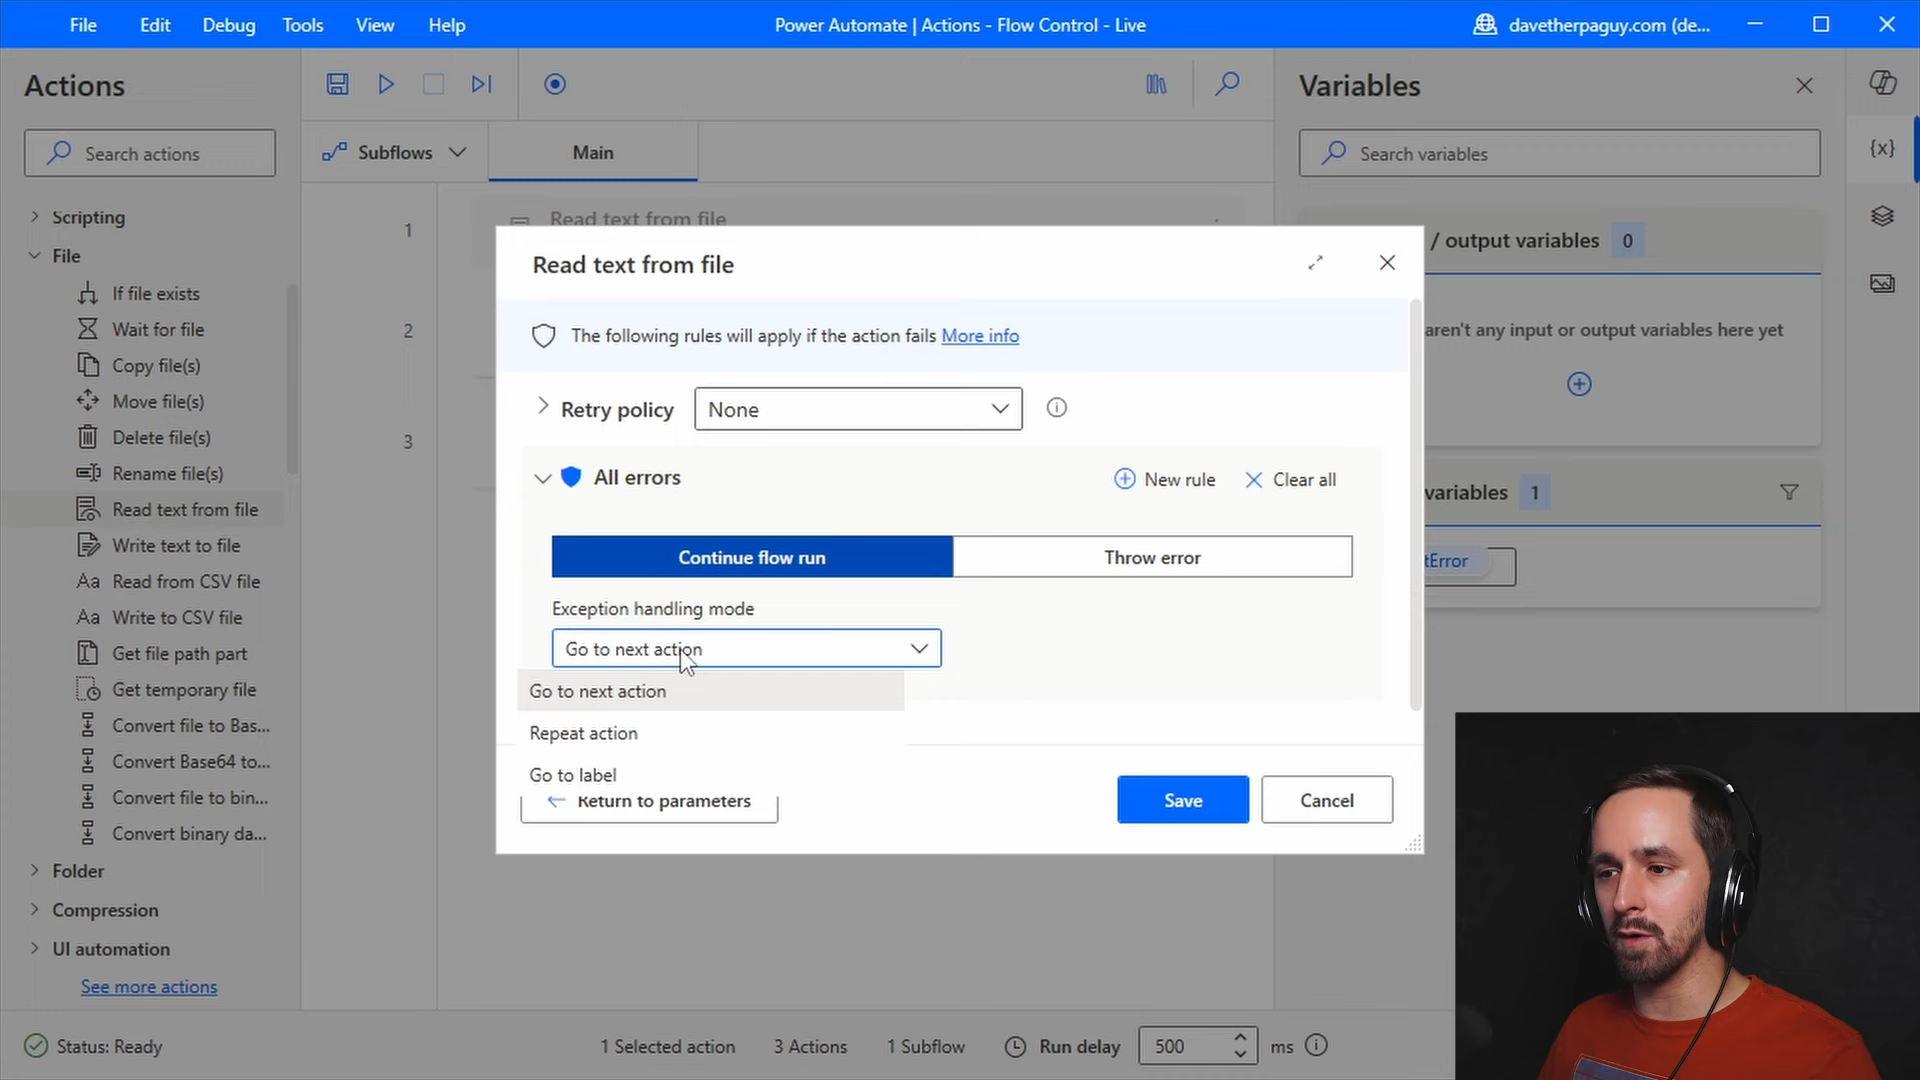 File Edit Debug Tools View Help
Power Automate | Actions - Flow Control - Live
davetherpaguy.com (de...
Actions
Search actions
Scripting
File
If file exists
Wait for file
Copy file(s)
Move file(s)
Delete file(s)
Rename file(s)
Read text from file
Write text to file
Read from CSV file
Write to CSV file
Get file path part
Get temporary file
Convert file to Bas...
Convert Base64 to...
Convert file to bin...
Convert binary da...
Folder
Compression
UI automation
See more actions
Subflows
Main
1
2
3
Read text from file
Read text from file
The following rules will apply if the action fails More info
Retry policy None
All errors
New rule
Clear all
Continue flow run
Throw error
Exception handling mode
Go to next action
Go to next action
Repeat action
Go to label
Return to parameters
Save
Cancel
Variables
Search variables
{x}
/ output variables 0
aren't any input or output variables here yet
variables 1
tError
Status: Ready
1 Selected action
3 Actions
1 Subflow
Run delay
500
ms